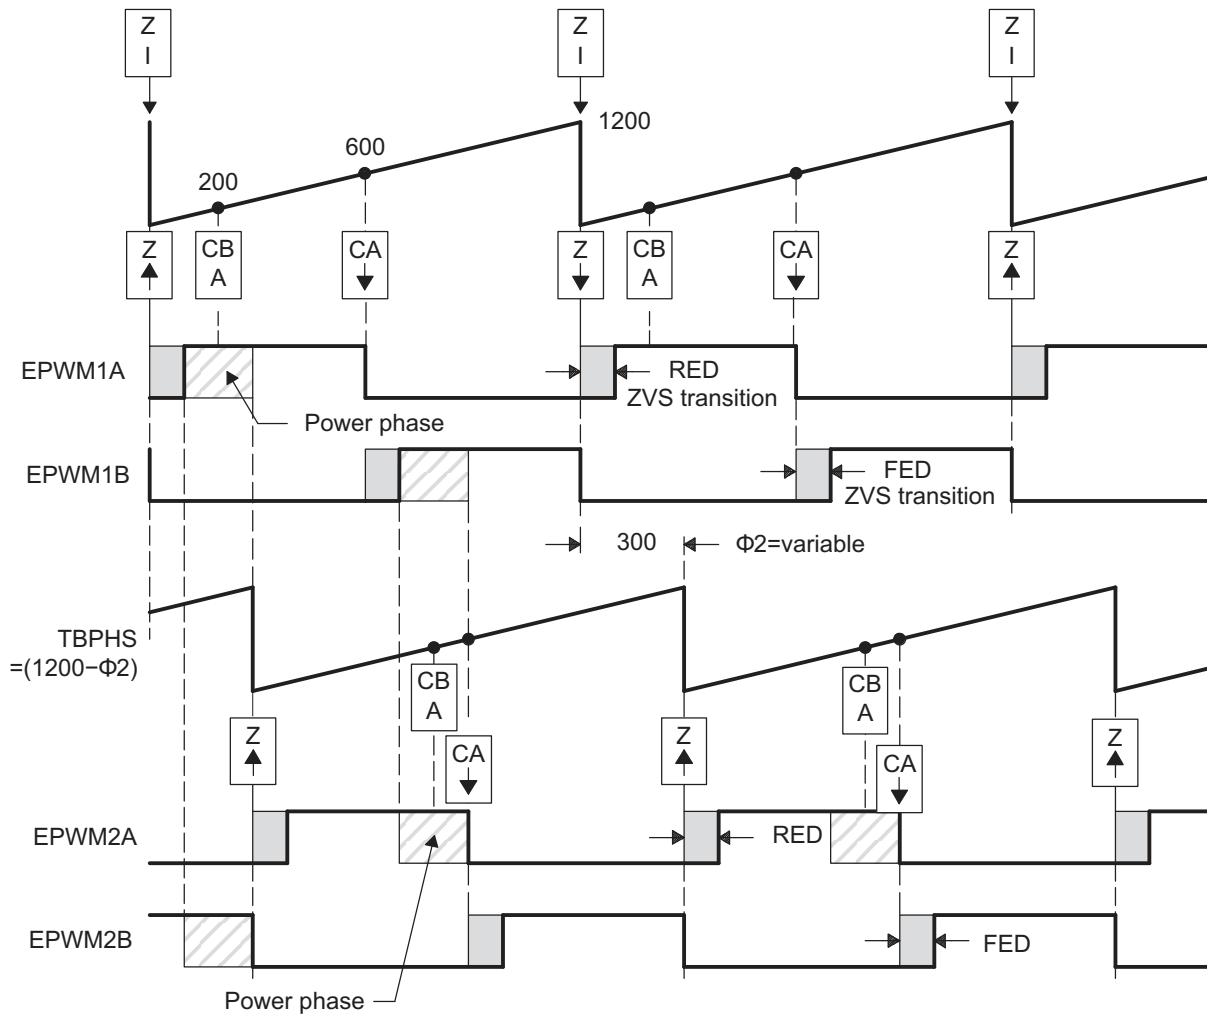 Z
I
Z
I
Z
I
1200
600
200
Z
CB
A
CA
Z
CB
A
CA
Z
EPWM1A
RED
ZVS transition
Power phase
EPWM1B
FED
ZVS transition
300
Φ2=variable
TBPHS
=(1200−Φ2)
CB
A
CB
A
Z
CA
Z
CA
Z
EPWM2A
RED
EPWM2B
FED
Power phase